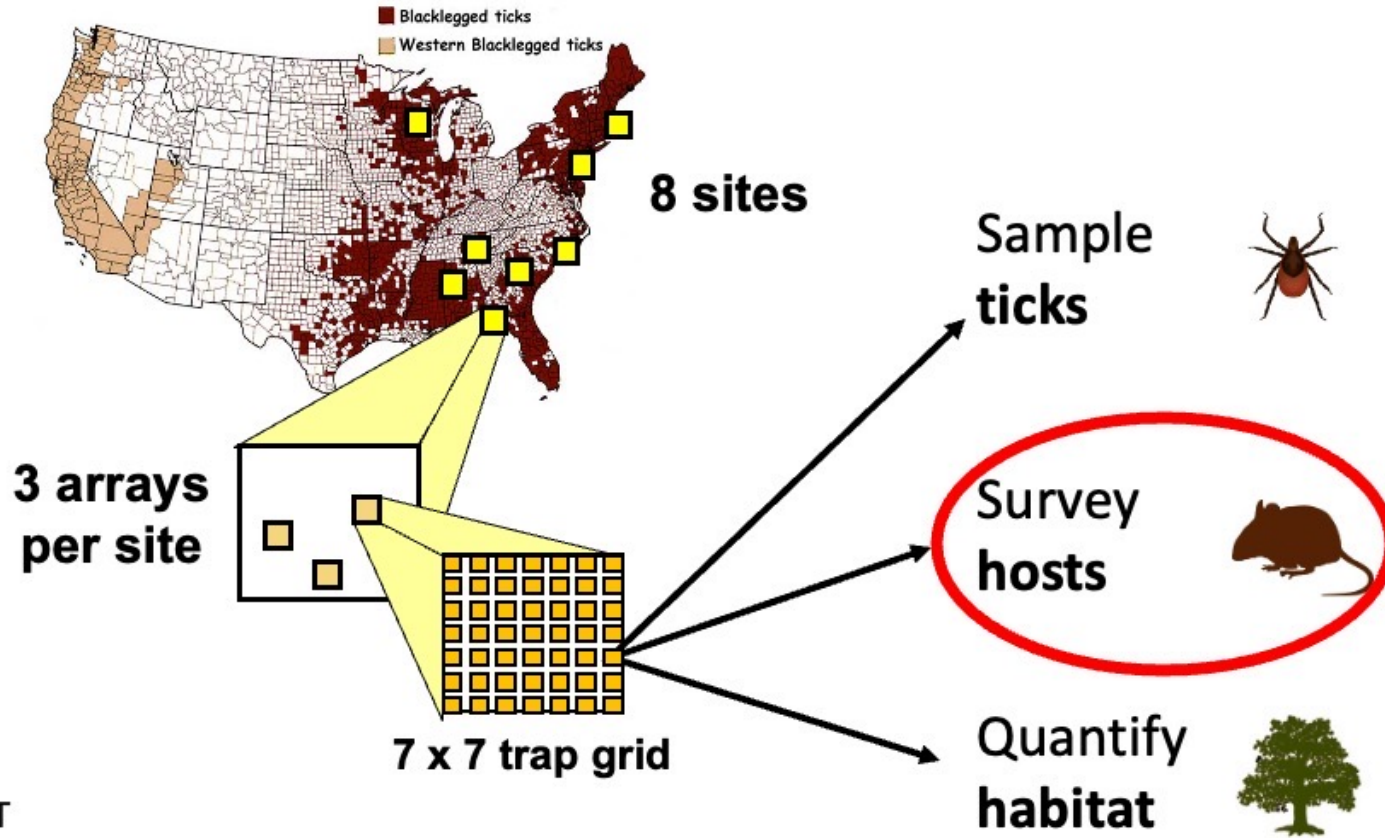 Blacklegged ticks
Western Blacklegged ticks
8 sites
Sample
ticks
3 arrays
per site
Survey
hosts
7 x 7 trap grid
Quantify
habitat
T